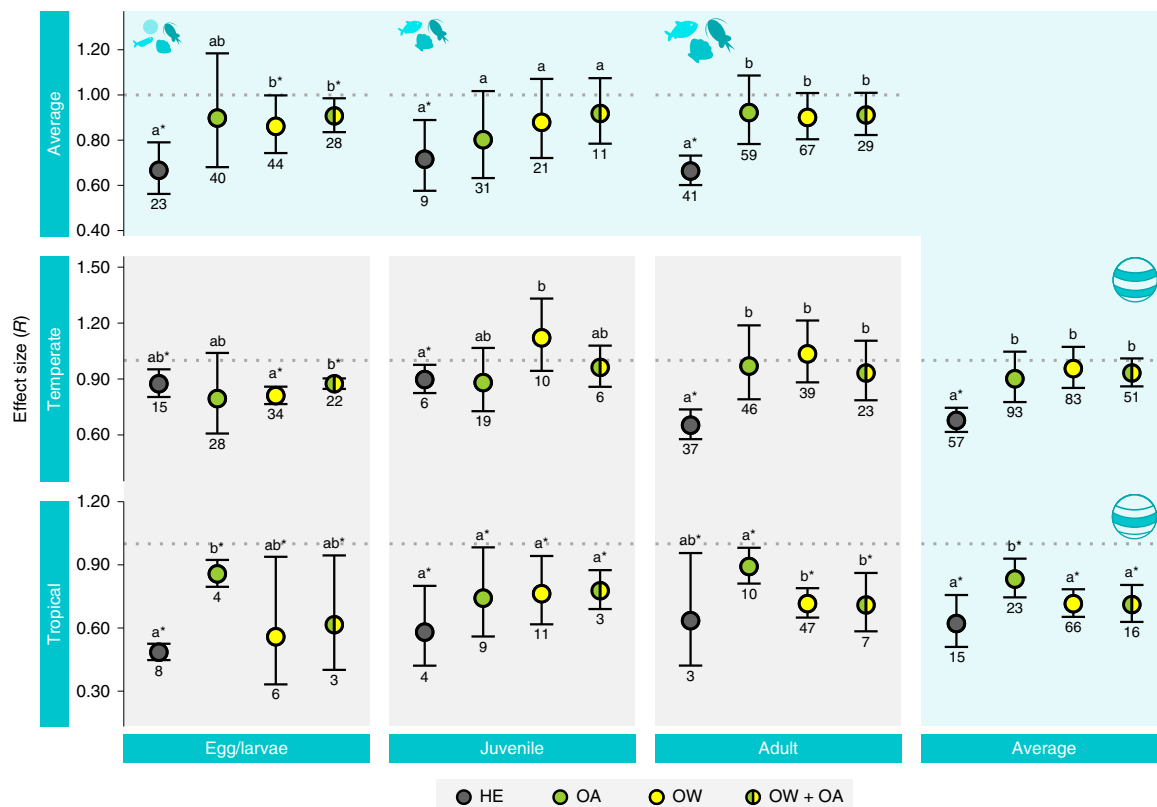 Effect size (R)
Average
1.20
1.00
0.80
0.60
0.40
a*
23
ab
40
b*
44
b*
28
a*
9
a
31
a
21
a
11
a*
41
b
59
b
67
b
29
Temperate
1.50
1.20
0.90
0.60
ab*
15
ab
28
a*
34
b*
22
a*
6
ab
19
b
10
ab
6
a*
37
b
46
b
39
b
23
a*
57
b
93
b
83
b
51
Tropical
1.20
0.90
0.60
0.30
a*
8
b*
4
ab*
6
ab*
3
a*
4
a*
9
a*
11
a*
3
ab*
3
a*
10
b*
47
b*
7
a*
15
b*
23
a*
66
a*
16
Egg/larvae
Juvenile
Adult
Average
HE OA OW OW + OA